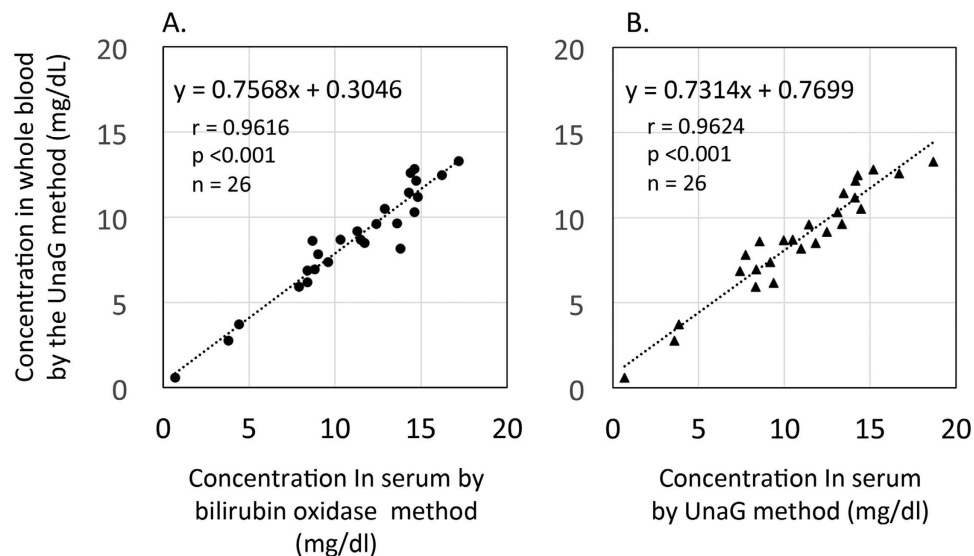 A.
Concentration in whole blood
by the UnaG method (mg/dL)
20
15
10
5
0
y = 0.7568x + 0.3046
r = 0.9616
p <0.001
n = 26
0 5 10 15 20
Concentration In serum by
bilirubin oxidase method
(mg/dl)
B.
20
15
10
5
0
y = 0.7314x + 0.7699
r = 0.9624
p <0.001
n = 26
0 5 10 15 20
Concentration In serum
by UnaG method (mg/dl)